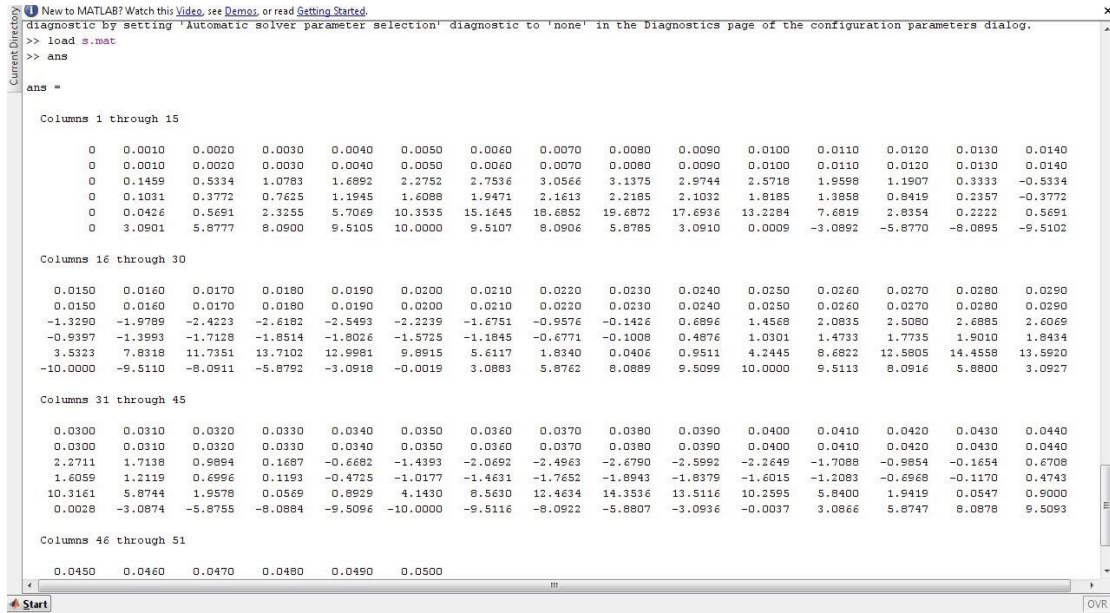 New to MATLAB? Watch this Video, see Demos, or read Getting Started.
diagnostic by setting 'Automatic solver parameter selection' diagnostic to 'none' in the Diagnostics page of the configuration parameters dialog.
>> load s.mat
>> ans
ans =
Columns 1 through 15
0 0.0010 0.0020 0.0030 0.0040 0.0050 0.0060 0.0070 0.0080 0.0090 0.0100 0.0110 0.0120 0.0130 0.0140
0 0.0010 0.0020 0.0030 0.0040 0.0050 0.0060 0.0070 0.0080 0.0090 0.0100 0.0110 0.0120 0.0130 0.0140
0 0.1459 0.5334 1.0783 1.6892 2.2752 2.7536 3.0566 3.1375 2.9744 2.5718 1.9598 1.1907 0.3333 -0.5334
0 0.1031 0.3772 0.7625 1.1945 1.6088 1.9471 2.1613 2.2185 2.1032 1.8185 1.3858 0.8419 0.2357 -0.3772
0 0.0426 0.5691 2.3255 5.7069 10.3535 15.1645 18.6852 19.6872 17.6936 13.2284 7.6819 2.8354 0.2222 0.5691
0 3.0901 5.8777 8.0900 9.5105 10.0000 9.5107 8.0906 5.8785 3.0910 0.0009 -3.0892 -5.8770 -8.0895 -9.5102
Columns 16 through 30
0.0150 0.0160 0.0170 0.0180 0.0190 0.0200 0.0210 0.0220 0.0230 0.0240 0.0250 0.0260 0.0270 0.0280 0.0290
0.0150 0.0160 0.0170 0.0180 0.0190 0.0200 0.0210 0.0220 0.0230 0.0240 0.0250 0.0260 0.0270 0.0280 0.0290
-1.3290 -1.9789 -2.4223 -2.6182 -2.5493 -2.2239 -1.6751 -0.9576 -0.1426 0.6896 1.4568 2.0835 2.5080 2.6885 2.6069
-0.9397 -1.3993 -1.7128 -1.8514 -1.8026 -1.5725 -1.1845 -0.6771 -0.1008 0.4876 1.0301 1.4733 1.7735 1.9010 1.8434
3.5323 7.8318 11.7351 13.7102 12.9981 9.8915 5.6117 1.8340 0.0406 0.9511 4.2445 8.6822 12.5805 14.4558 13.5920
-10.0000 -9.5110 -8.0911 -5.8792 -3.0918 -0.0019 3.0883 5.8762 8.0889 9.5099 10.0000 9.5113 8.0916 5.8800 3.0927
Columns 31 through 45
0.0300 0.0310 0.0320 0.0330 0.0340 0.0350 0.0360 0.0370 0.0380 0.0390 0.0400 0.0410 0.0420 0.0430 0.0440
0.0300 0.0310 0.0320 0.0330 0.0340 0.0350 0.0360 0.0370 0.0380 0.0390 0.0400 0.0410 0.0420 0.0430 0.0440
2.2711 1.7138 0.9894 0.1687 -0.6682 -1.4393 -2.0692 -2.4963 -2.6790 -2.5992 -2.2649 -1.7088 -0.9854 -0.1654 0.6708
1.6059 1.2119 0.6996 0.1193 -0.4725 -1.0177 -1.4631 -1.7652 -1.8943 -1.8379 -1.6015 -1.2083 -0.6968 -0.1170 0.4743
10.3161 5.8744 1.9578 0.0569 0.8929 4.1430 8.5630 12.4634 14.3536 13.5116 10.2595 5.8400 1.9419 0.0547 0.9000
0.0028 -3.0874 -5.8755 -8.0884 -9.5096 -10.0000 -9.5116 -8.0922 -5.8807 -3.0936 -0.0037 3.0866 5.8747 8.0878 9.5093
Columns 46 through 51
0.0450 0.0460 0.0470 0.0480 0.0490 0.0500
Current Directory
Start
OVR